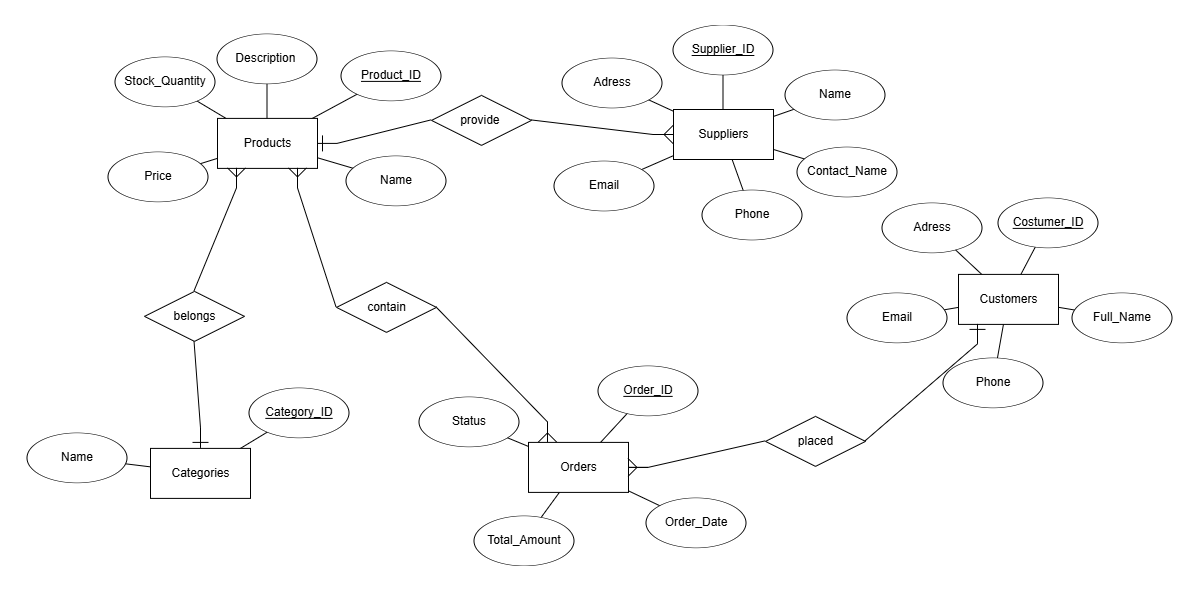 Supplier_ID
Description
Product_ID
Stock_Quantity
Adress
Name
provide
Suppliers
Products
Contact_Name
Price
Name
Email
Phone
Costumer_ID
Adress
Customers
contain
belongs
Email
Full_Name
Phone
Order_ID
Category_ID
Status
placed
Name
Categories
Orders
Order_Date
Total_Amount